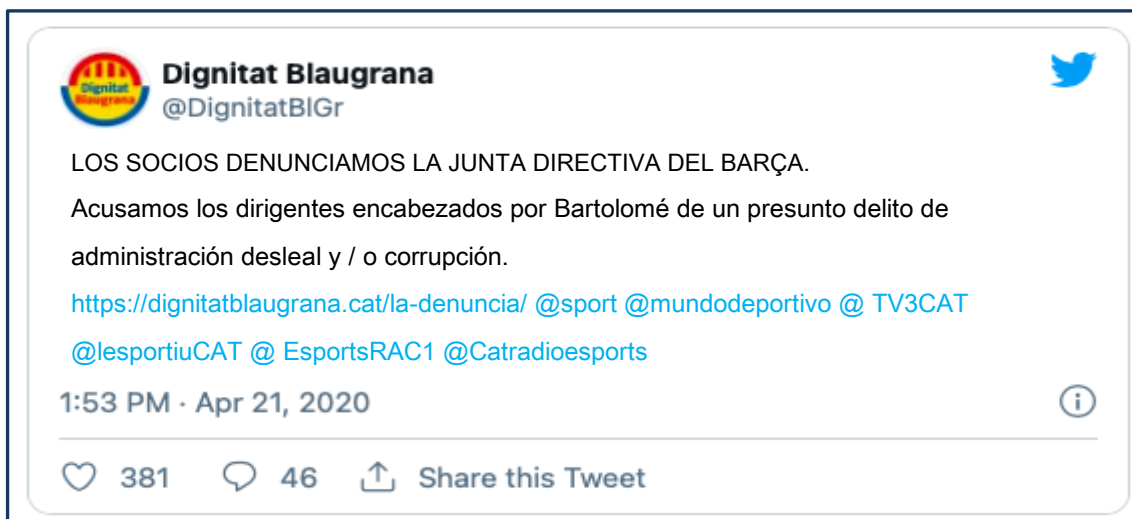 Dignitat Blaugrana
Dignitat
Blaugrana
@DignitatBlGr
LOS SOCIOS DENUNCIAMOS LA JUNTA DIRECTIVA DEL BARÇA.
Acusamos los dirigentes encabezados por Bartolomé de un presunto delito de
administración desleal y / o corrupción.
https://dignitatblaugrana.cat/la-denuncia/ @sport @mundodeportivo @ TV3CAT
@lesportiuCAT @ EsportsRAC1 @Catradioesports
1:53 PM · Apr 21, 2020
381 46 Share this Tweet